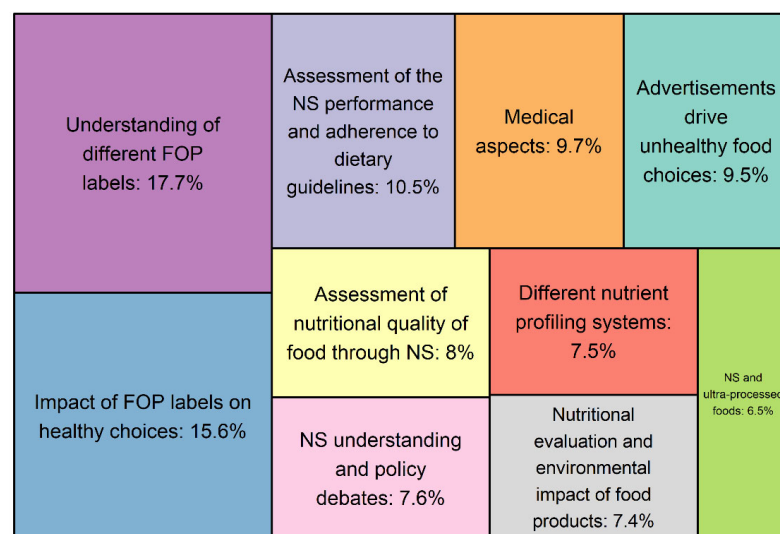 Understanding of
different FOP
labels: 17.7%
Assessment of the
NS performance
and adherence to
dietary
guidelines: 10.5%
Medical
aspects: 9.7%
Advertisements
drive
unhealthy food
choices: 9.5%
Impact of FOP labels on
healthy choices: 15.6%
Assessment of
nutritional quality of
food through NS: 8%
Different nutrient
profiling systems:
7.5%
NS and
ultra-processed
foods: 6.5%
NS understanding
and policy
debates: 7.6%
Nutritional
evaluation and
environmental
impact of food
products: 7.4%